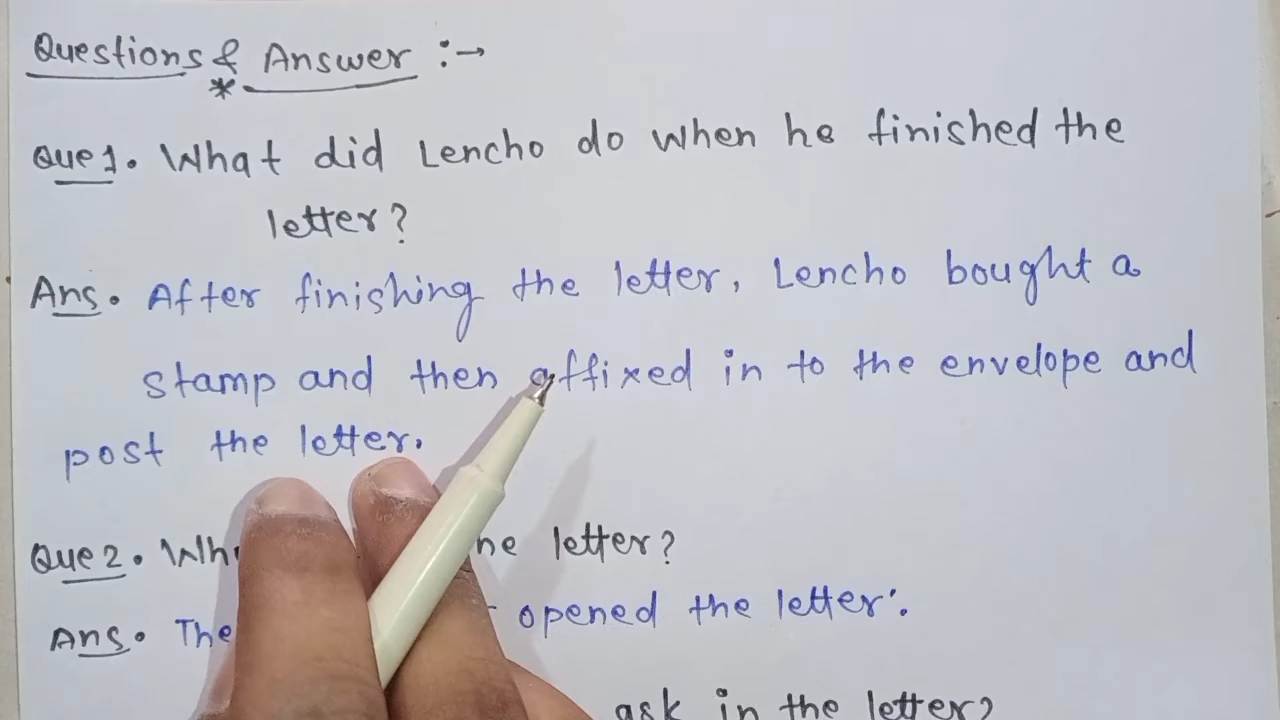 Questions & Answer :→
*
Que 1. What did Lencho do when he finished the
letter?
Ans. After finishing the letter, Lencho bought a
stamp and then affixed in to the envelope and
post the letter.
Que 2. letter?
Ans. The opened the letter.
ask in the letter?